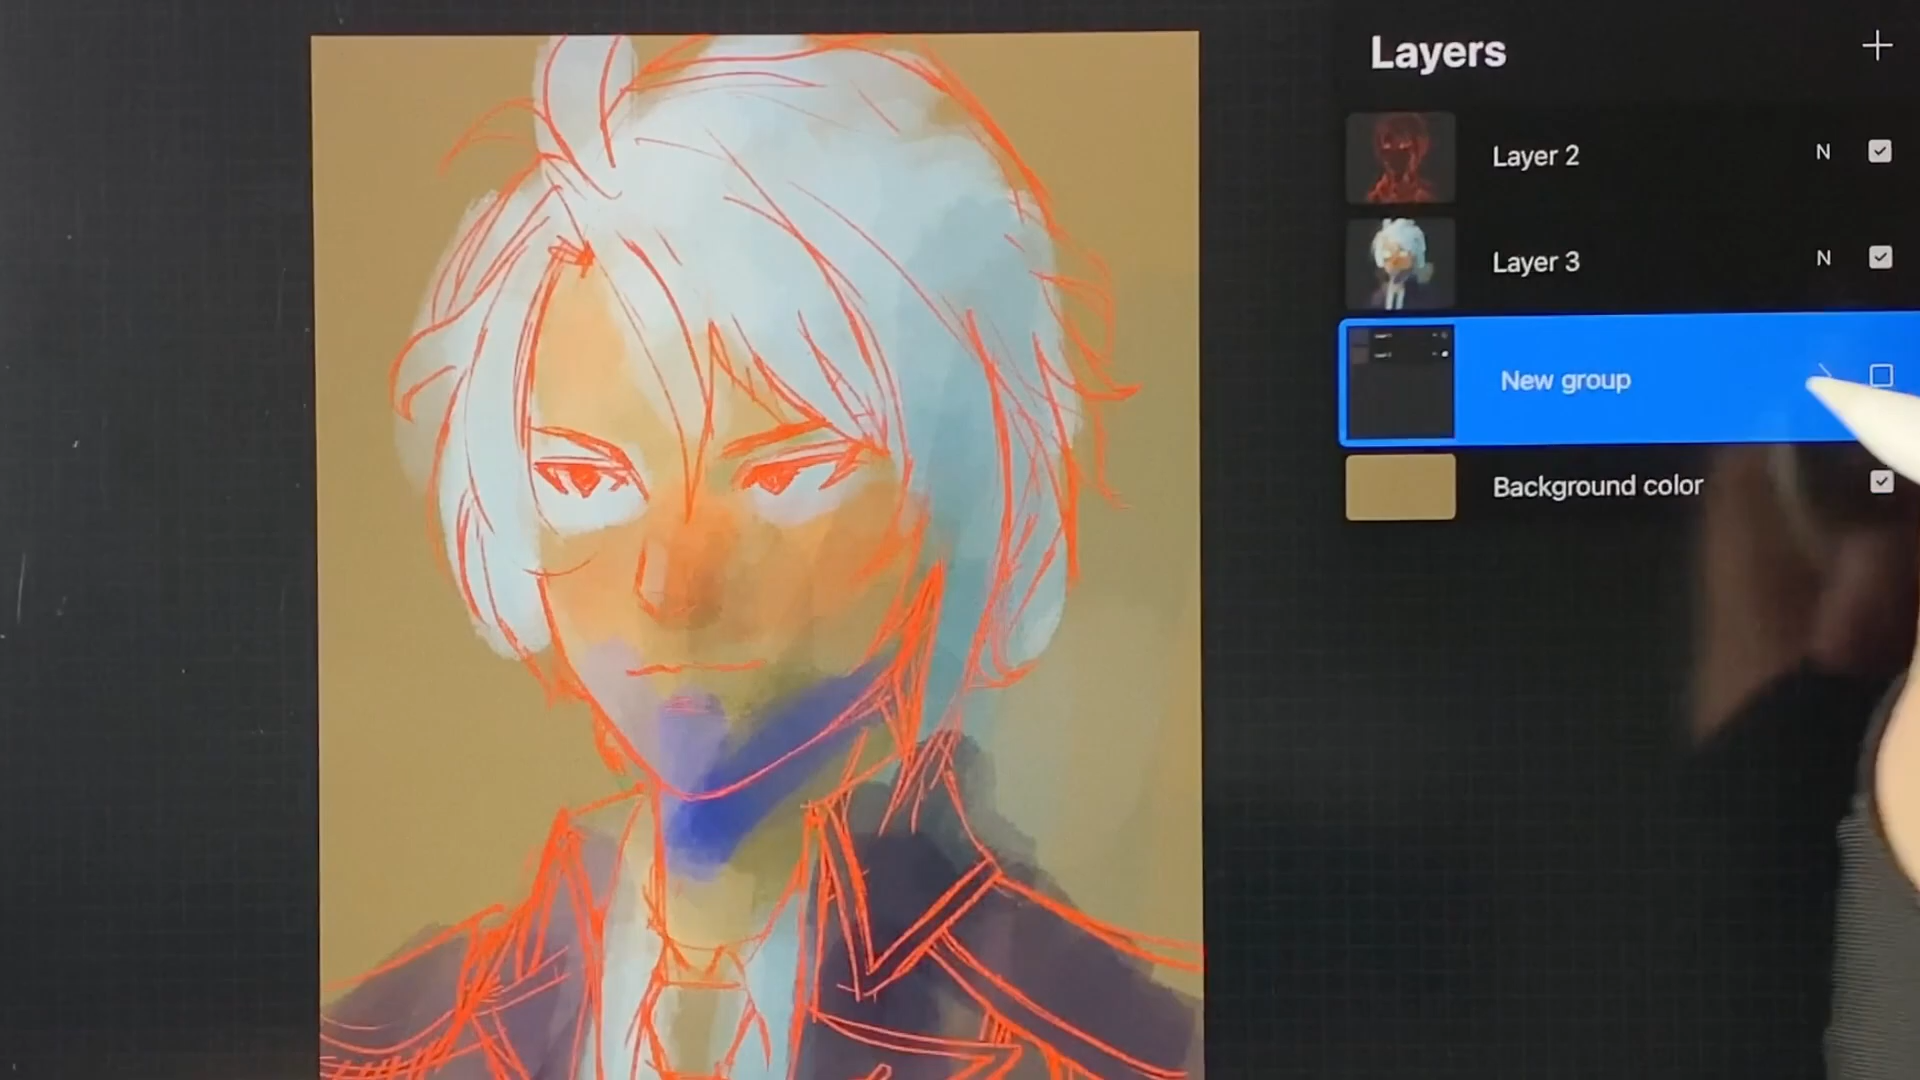 Layers
Layer 2 N
Layer 3 N
New group
Background color